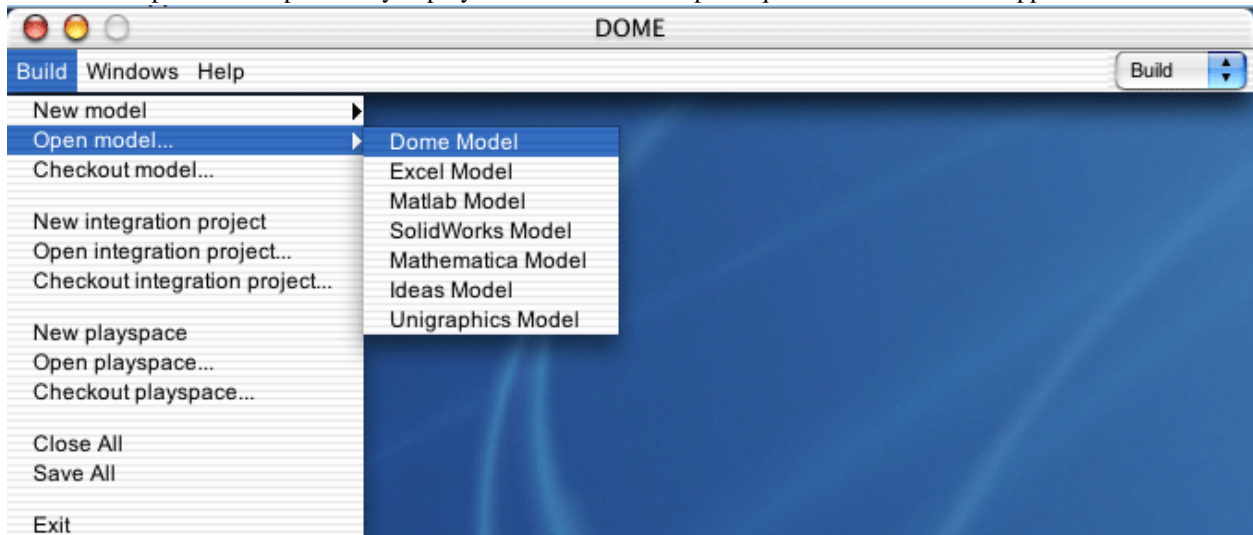 DOME
Build Windows Help Build
New model
Open model...
Checkout model...
New integration project
Open integration project...
Checkout integration project...
New playspace
Open playspace...
Checkout playspace...
Close All
Save All
Exit
Dome Model
Excel Model
Matlab Model
SolidWorks Model
Mathematica Model
Ideas Model
Unigraphics Model